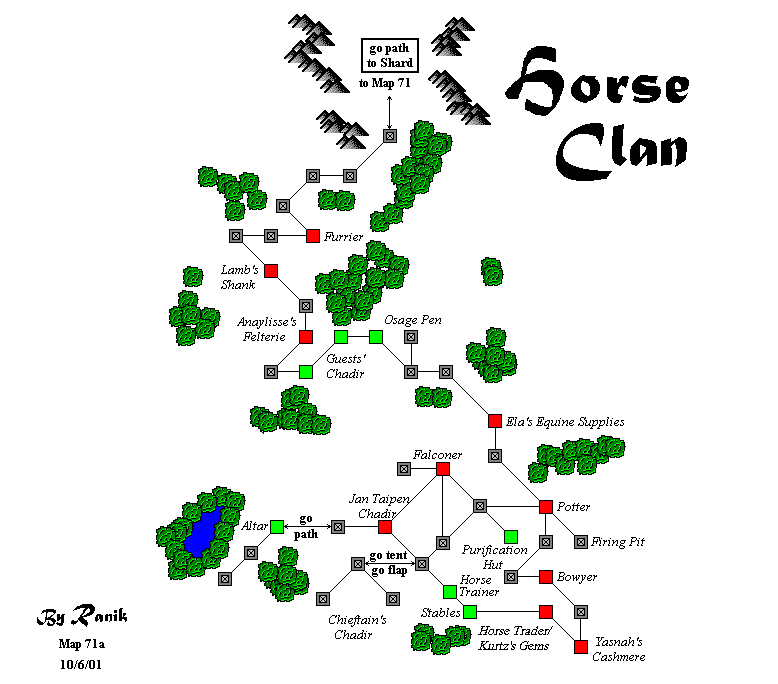 go path
to Shard
to Map 71
Horse
Clan
Furrier
Lamb's
Shank
Anaylisse's
Felterie
Osage Pen
Guests'
Chadir
Ela's Equine Supplies
Falconer
Jan Taipen
Chadir
Potter
Altar
go
path
Firing Pit
Purification
Hut
go tent
go flap
Horse
Trainer
Bowyer
Chieftain's
Chadir
Stables
Horse Trader/
Kurtz's Gems
Yasnah's
Cashmere
By Ranik
Map 71a
10/6/01